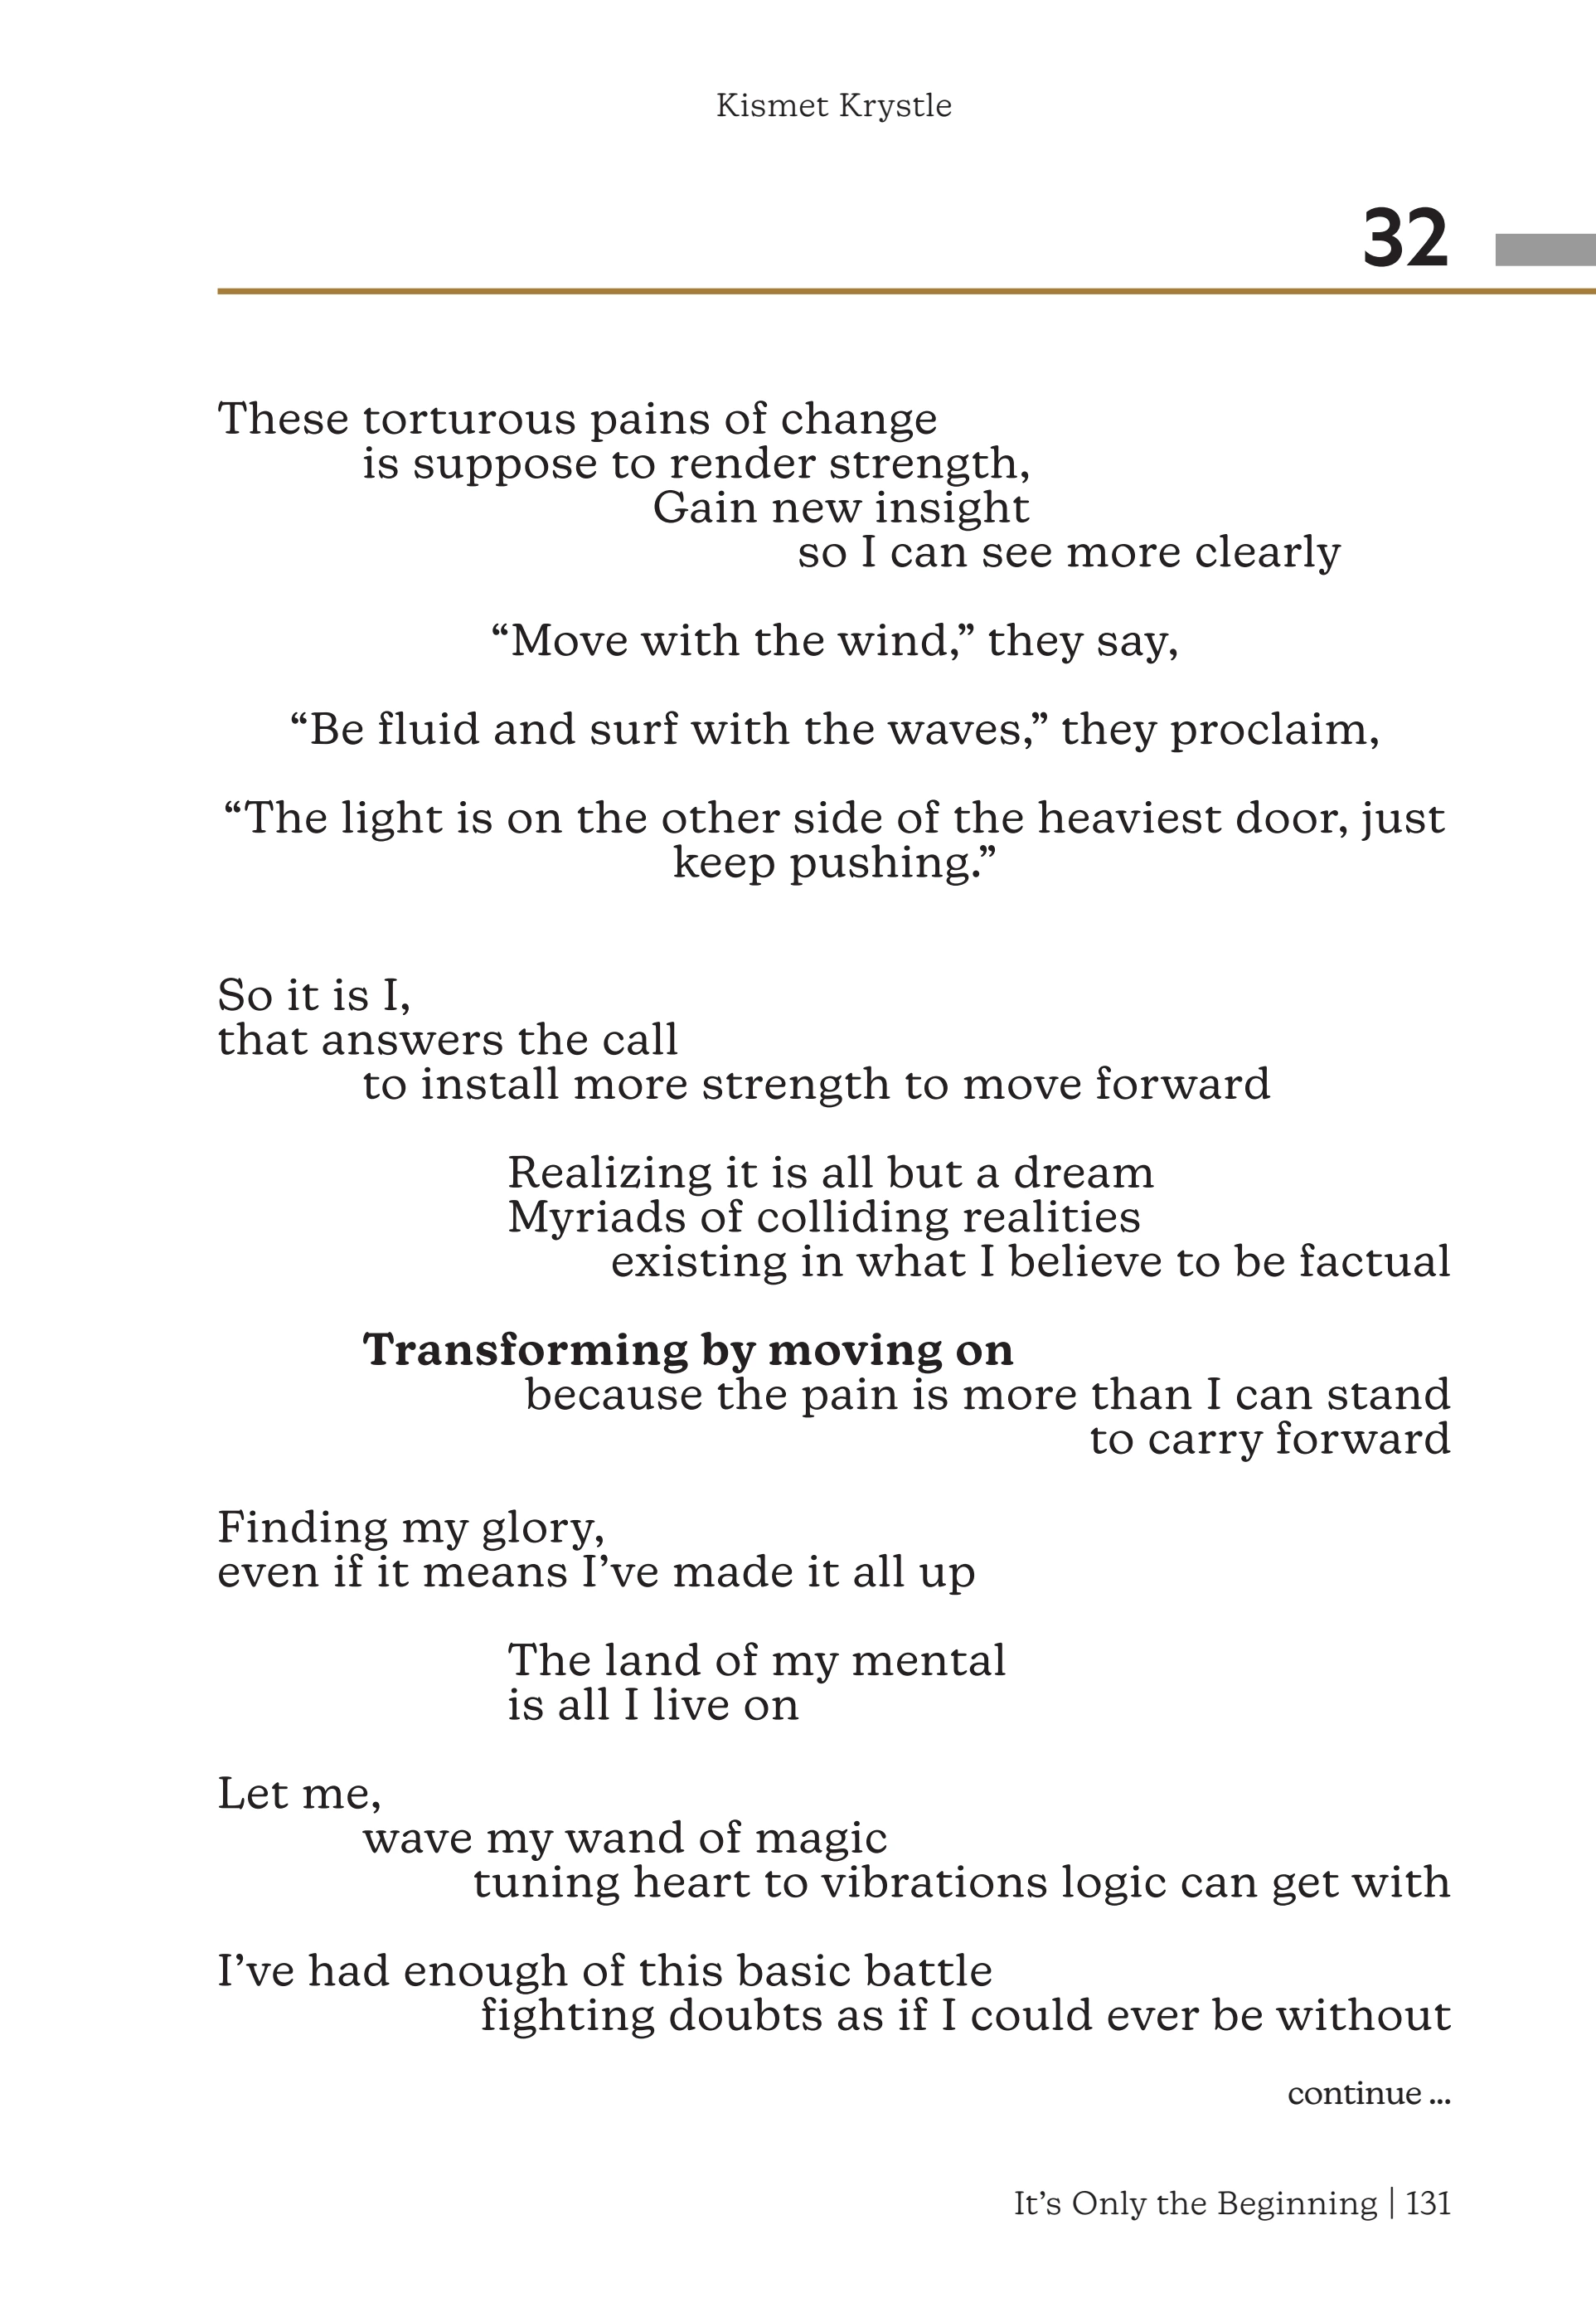 Kismet Krystle
32
These torturous pains of change
is suppose to render strength,
Gain new insight
so I can see more clearly
“Move with the wind,” they say,
“Be fluid and surf with the waves,” they proclaim,
“The light is on the other side of the heaviest door, just
keep pushing.”
So it is I,
that answers the call
to install more strength to move forward
Realizing it is all but a dream
Myriads of colliding realities
existing in what I believe to be factual
Transforming by moving on
because the pain is more than I can stand
to carry forward
Finding my glory,
even if it means I’ve made it all up
The land of my mental
is all I live on
Let me,
wave my wand of magic
tuning heart to vibrations logic can get with
I’ve had enough of this basic battle
fighting doubts as if I could ever be without
continue ...
It’s Only the Beginning | 131